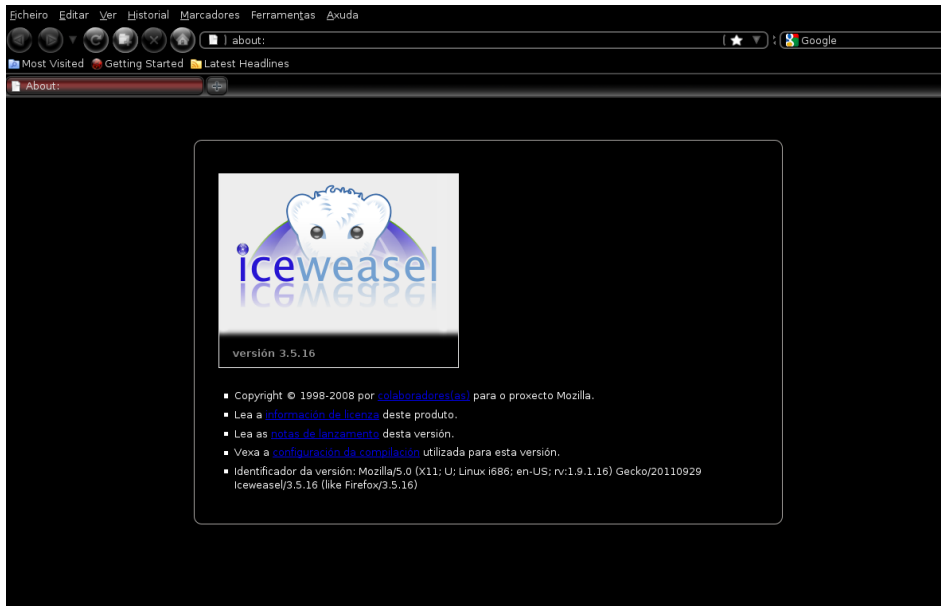 Ficheiro Editar Ver Historial Marcadores Ferramentas Axuda
about:
Google
Most Visited Getting Started Latest Headlines
About:
iceweasel
versión 3.5.16
Copyright © 1998-2008 por colaboradores(as) para o proxecto Mozilla.
Lea a información de licenza deste produto.
Lea as notas de lanzamento desta versión.
Vexa a configuración da compilación utilizada para esta versión.
Identificador da versión: Mozilla/5.0 (X11; U; Linux i686; en-US; rv:1.9.1.16) Gecko/20110929
Iceweasel/3.5.16 (like Firefox/3.5.16)